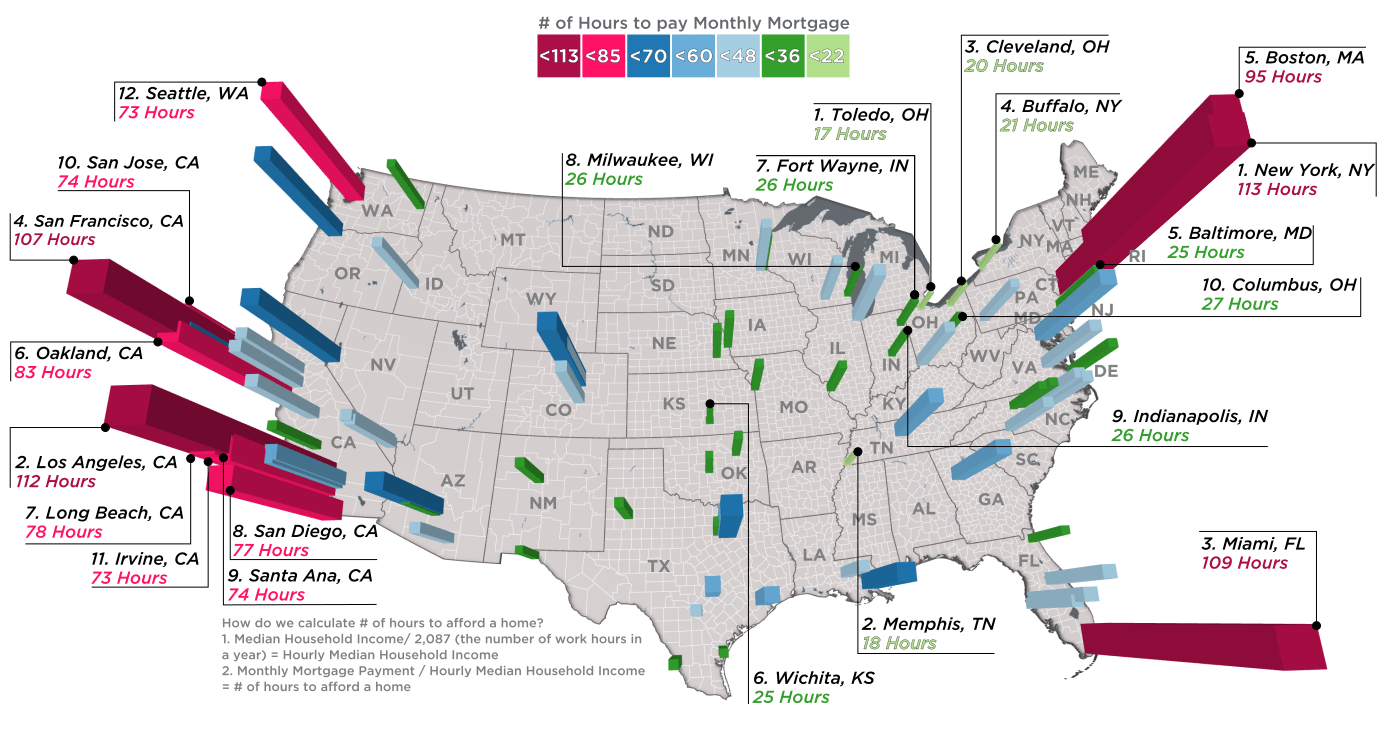 # of Hours to pay Monthly Mortgage
<113 <85 <70 <60 <48 <36 <22
12. Seattle, WA
73 Hours
10. San Jose, CA
74 Hours
4. San Francisco, CA
107 Hours
6. Oakland, CA
83 Hours
2. Los Angeles, CA
112 Hours
7. Long Beach, CA
78 Hours
11. Irvine, CA
73 Hours
8. San Diego, CA
77 Hours
9. Santa Ana, CA
74 Hours
8. Milwaukee, WI
26 Hours
7. Fort Wayne, IN
26 Hours
1. Toledo, OH
17 Hours
3. Cleveland, OH
20 Hours
4. Buffalo, NY
21 Hours
5. Boston, MA
95 Hours
1. New York, NY
113 Hours
5. Baltimore, MD
25 Hours
10. Columbus, OH
27 Hours
9. Indianapolis, IN
26 Hours
3. Miami, FL
109 Hours
2. Memphis, TN
18 Hours
6. Wichita, KS
25 Hours
WA
OR
ID
MT
ND
MN
WI
MI
NY
VT
NH
ME
MA
RI
CT
NJ
PA
MD
DE
OH
WV
VA
IN
IL
IA
SD
WY
NE
NV
UT
CO
KS
MO
KY
NC
TN
SC
CA
AZ
NM
OK
AR
MS
AL
GA
TX
LA
FL
How do we calculate # of hours to afford a home?
1. Median Household Income/ 2,087 (the number of work hours in
a year) = Hourly Median Household Income
2. Monthly Mortgage Payment / Hourly Median Household Income
= # of hours to afford a home